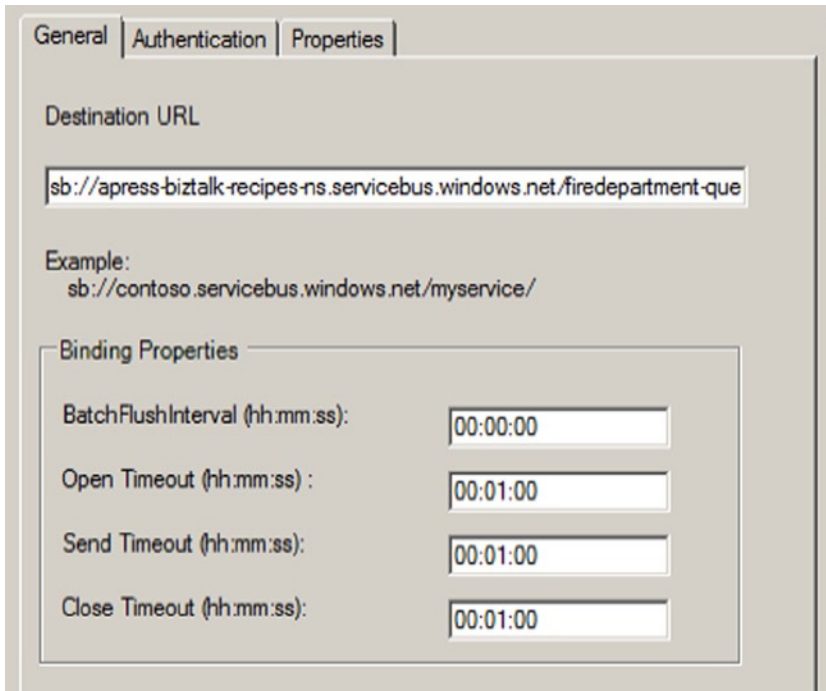 General Authentication Properties
Destination URL
sb://apress-biztalk-recipes-ns.servicebus.windows.net/firedepartment-que
Example:
sb://contoso.servicebus.windows.net/myservice/
Binding Properties
BatchFlushInterval (hh:mm:ss): 00:00:00
Open Timeout (hh:mm:ss) : 00:01:00
Send Timeout (hh:mm:ss): 00:01:00
Close Timeout (hh:mm:ss): 00:01:00